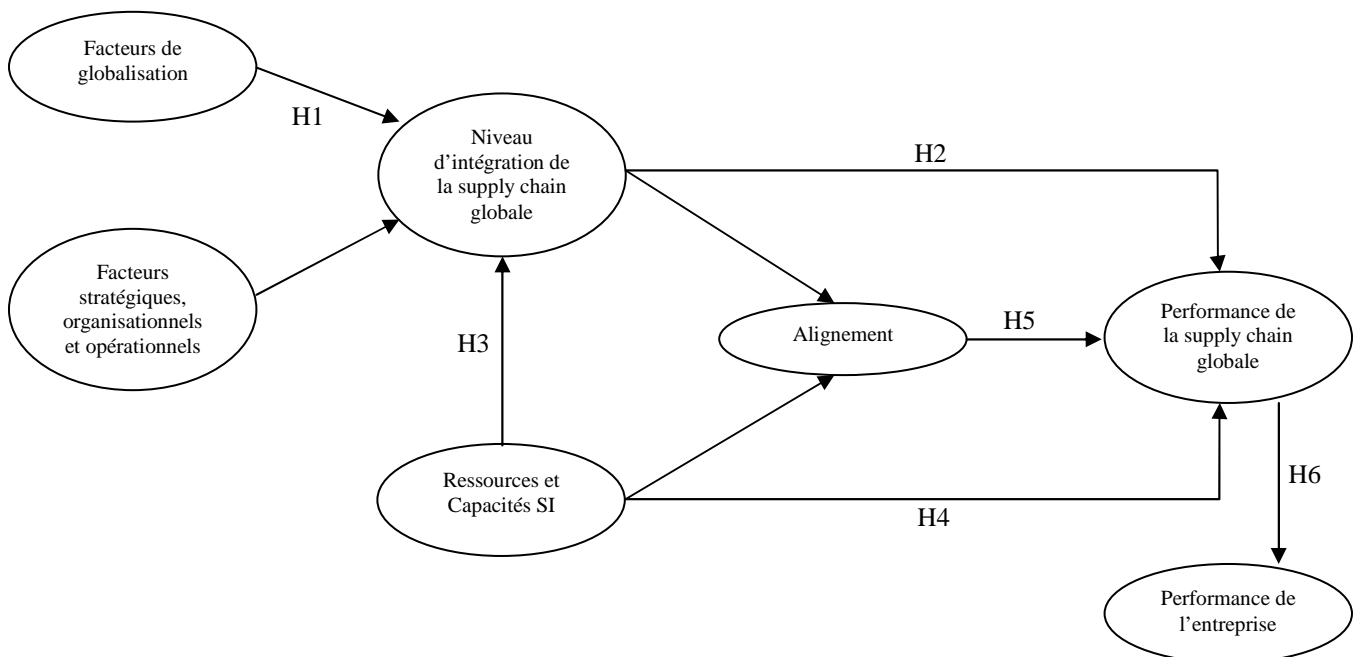 Facteurs de
globalisation
H1
Niveau
d’intégration de
la supply chain
globale
H2
Facteurs
stratégiques,
organisationnels
et opérationnels
H3
Alignement
H5
Performance de
la supply chain
globale
Ressources et
Capacités SI
H4
H6
Performance de
l’entreprise